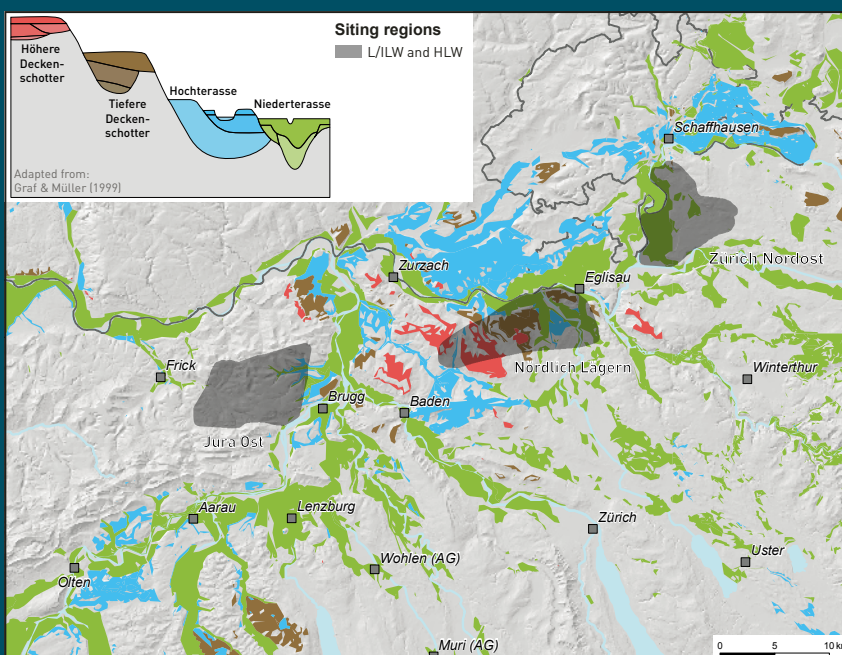 Höhere
Decken-
schotter
Tiefere
Decken-
schotter
Hochterasse
Niederterasse
Adapted from:
Graf & Müller (1999)
Siting regions
L/ILW and HLW
Schaffhausen
Zürich Nordost
Zurzach
Eglisau
Nördlich Lägern
Frick
Winterthur
Brugg
Baden
Jura Ost
Aarau
Lenzburg
Zürich
Uster
Wohlen (AG)
Olten
Muri (AG)
0 5 10 km